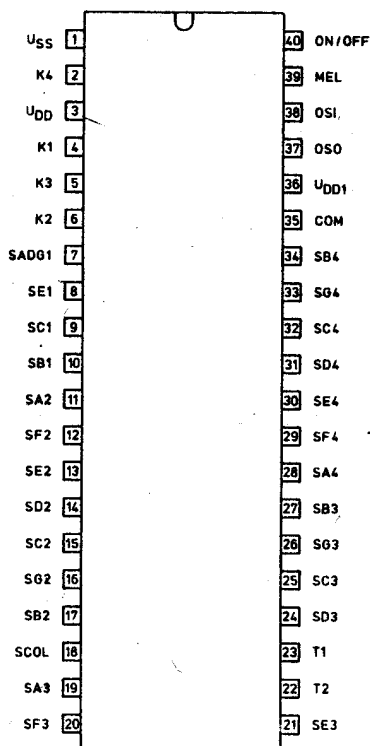 USS 1 40 ON/OFF
K4 2 39 MEL
UDD 3 38 OSI
K1 4 37 OSO
K3 5 36 UDD1
K2 6 35 COM
SADG1 7 34 SB4
SE1 8 33 SG4
SC1 9 32 SC4
SB1 10 31 SD4
SA2 11 30 SE4
SF2 12 29 SF4
SE2 13 28 SA4
SD2 14 27 SB3
SC2 15 26 SG3
SG2 16 25 SC3
SB2 17 24 SD3
SCOL 18 23 T1
SA3 19 22 T2
SF3 20 21 SE3